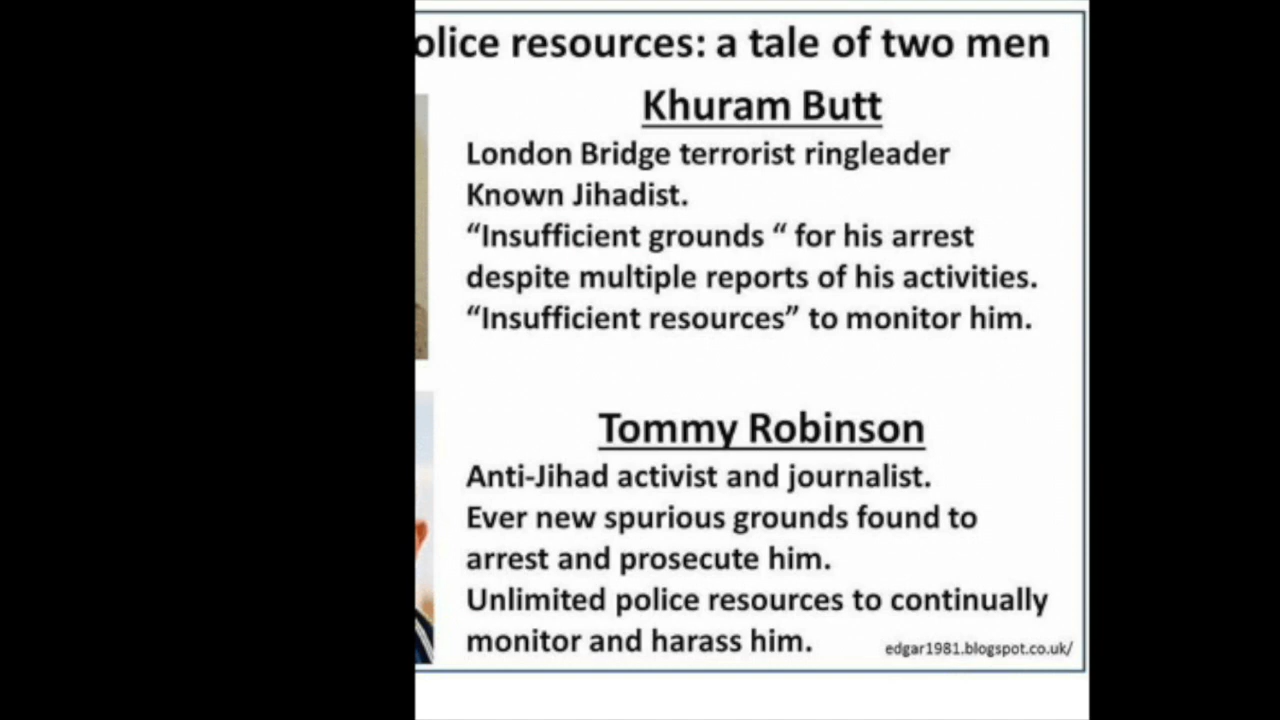 olice resources: a tale of two men
Khuram Butt
London Bridge terrorist ringleader
Known Jihadist.
“Insufficient grounds “ for his arrest
despite multiple reports of his activities.
“Insufficient resources” to monitor him.
Tommy Robinson
Anti-Jihad activist and journalist.
Ever new spurious grounds found to
arrest and prosecute him.
Unlimited police resources to continually
monitor and harass him.
edgar1981.blogspot.co.uk/